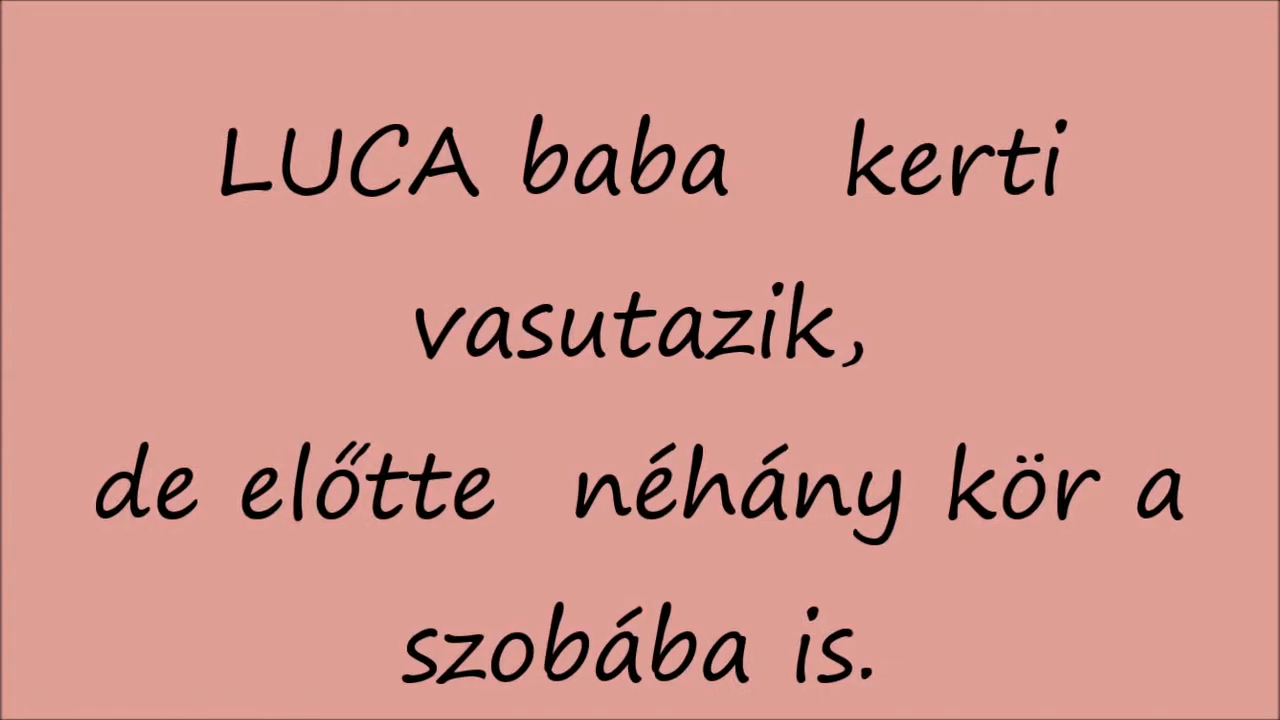 LUCA baba kerti
vasutazik,
de előtte néhány kör a
szobába is.